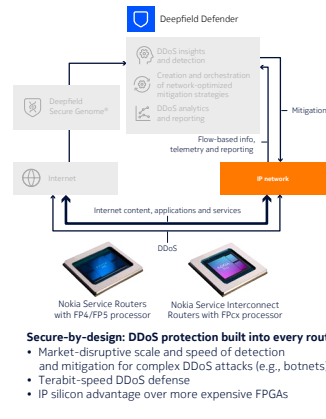 Deepfield Defender
DDoS insights
and detection
Creation and orchestration
of network-optimized
mitigation strategies
DDoS analytics
and reporting
Deepfield
Secure Genome®
Mitigation
Flow-based info,
telemetry and reporting
Internet
IP network
Internet content, applications and services
DDoS
Nokia Service Routers
with FP4/FP5 processor
Nokia Service Interconnect
Routers with FPcx processor
Secure-by-design: DDoS protection built into every rout
• Market-disruptive scale and speed of detection
and mitigation for complex DDoS attacks (e.g., botnets)
• Terabit-speed DDoS defense
• IP silicon advantage over more expensive FPGAs